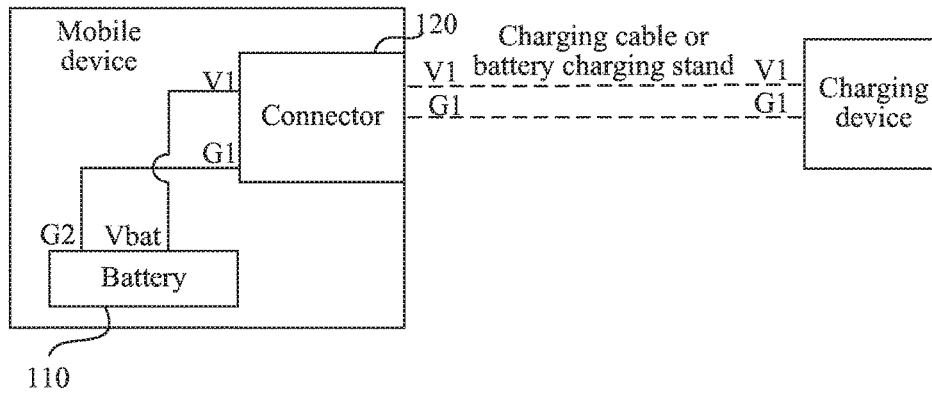 Mobile
device
120
Charging cable or
battery charging stand
V1
V1
V1
G1
G1
Connector
Charging
device
G1
G2
Vbat
Battery
110